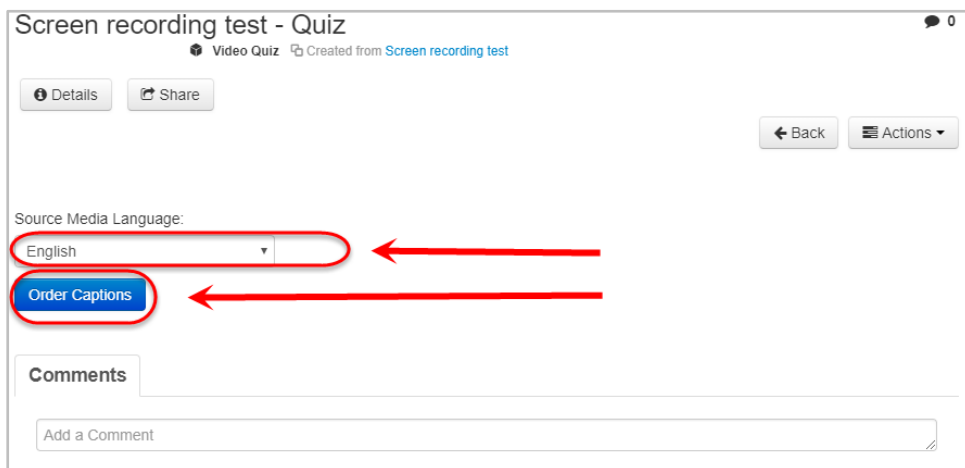 Screen recording test - Quiz
0
Video Quiz Created from Screen recording test
Details
Share
Back
Actions
Source Media Language:
English
Order Captions
Comments
Add a Comment